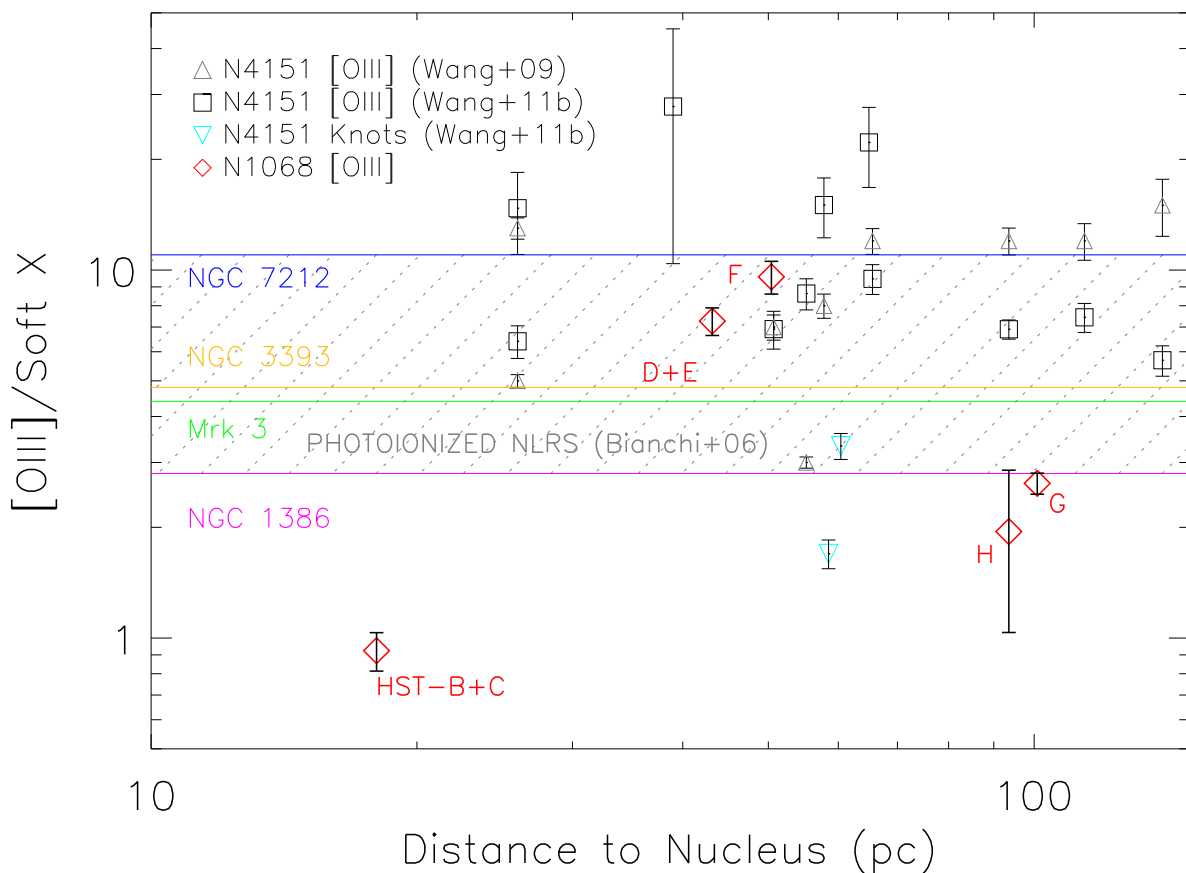 N4151 [OIII] (Wang+09)
N4151 [OIII] (Wang+11b)
N4151 Knots (Wang+11b)
N1068 [OIII]
NGC 7212
F
NGC 3393
D+E
Mrk 3
PHOTOIONIZED NLRS (Bianchi+06)
NGC 1386
G
H
HST-B+C
[OIII]/Soft X
10
1
10
100
Distance to Nucleus (pc)